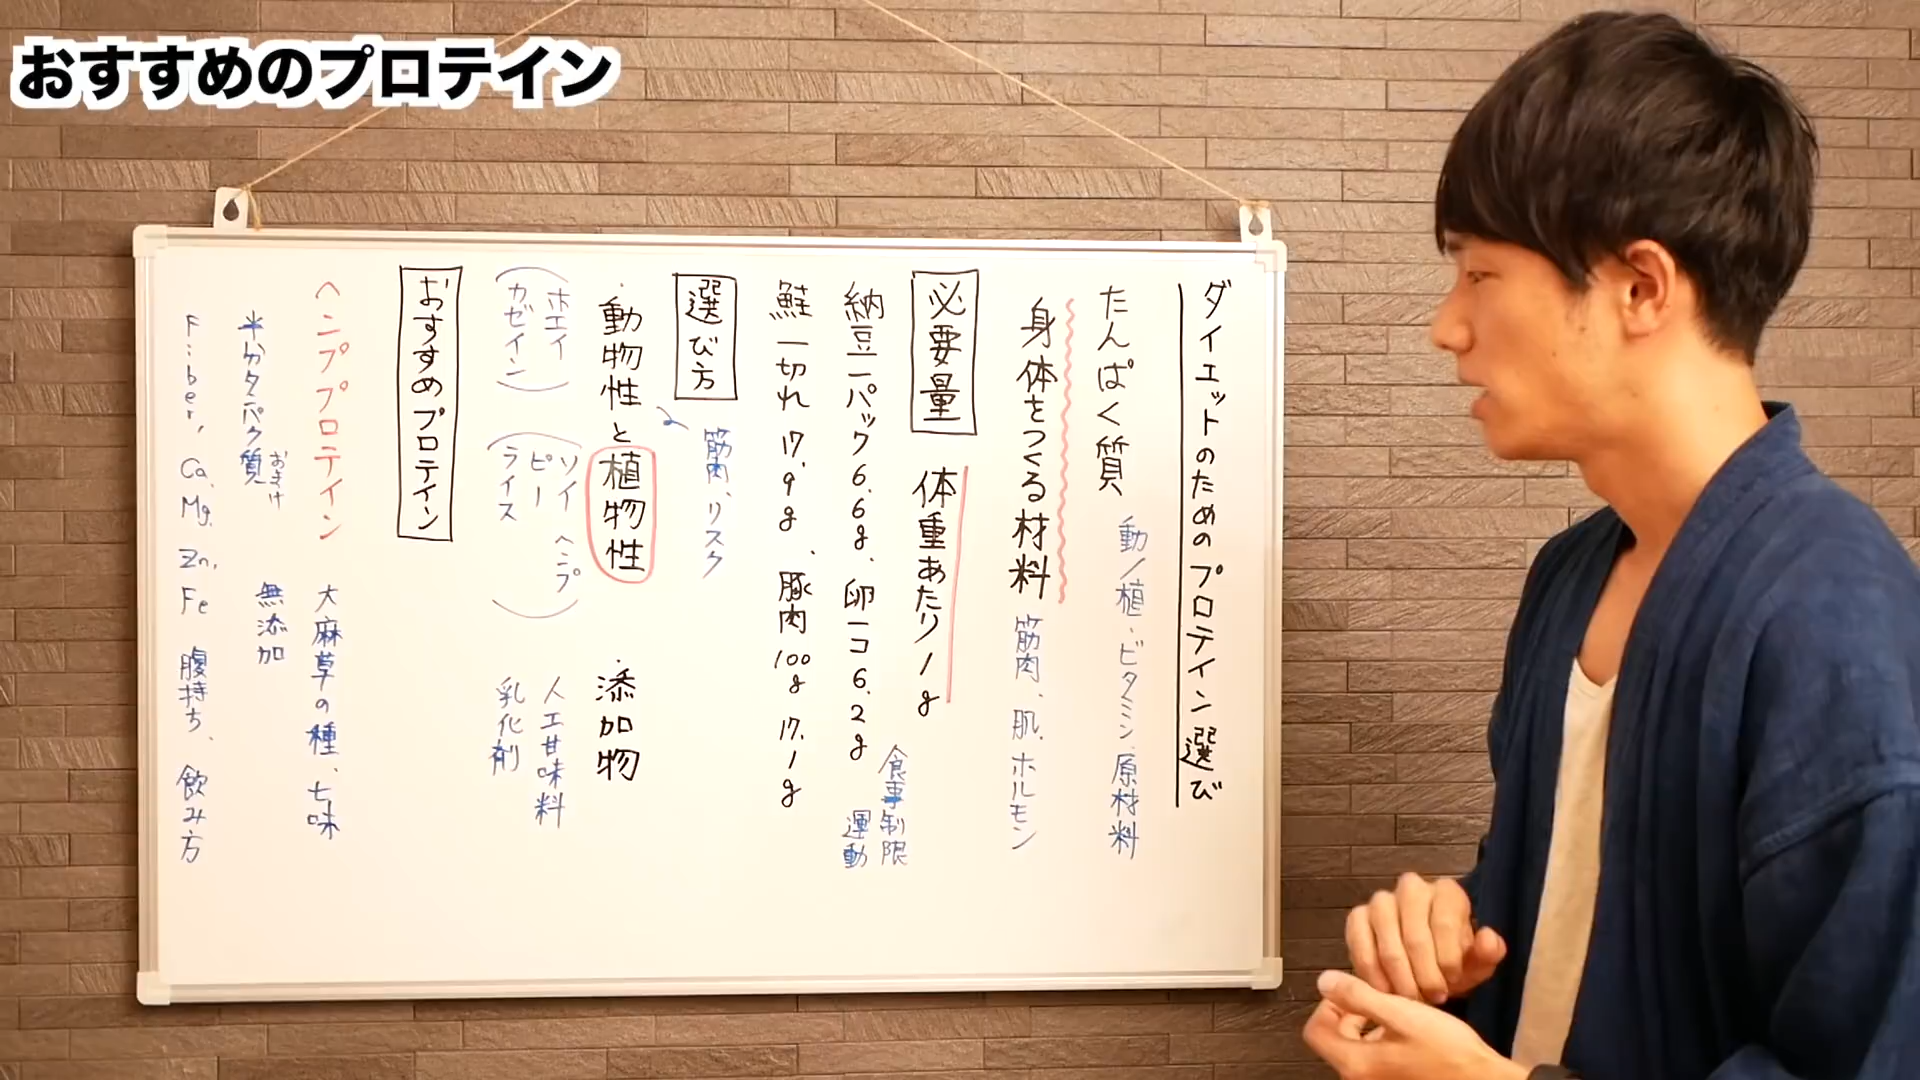 おすすめのプロテイン
ダイエットのためのプロテイン選び
たんぱく質
動/植、ビタミン、原材料
身体をつくる材料
筋肉、肌、ホルモン
必要量
体重あたり1g
食事制限
運動
納豆一パック6.6g、卵一コ6.2g
鮭一切れ17.9g、豚肉100g 17.1g
選び方
筋肉、リスク
・動物性と植物性
・添加物
ホエイ
カゼイン
ソイ
ピー
ライス
ヘンプ
人工甘味料
乳化剤
おすすめプロテイン
ヘンププロテイン
大麻草の種、七味
半分タンパク質
おまけ
無添加
Fiber, Ca, Mg, Zn, Fe 腹持ち、飲み方